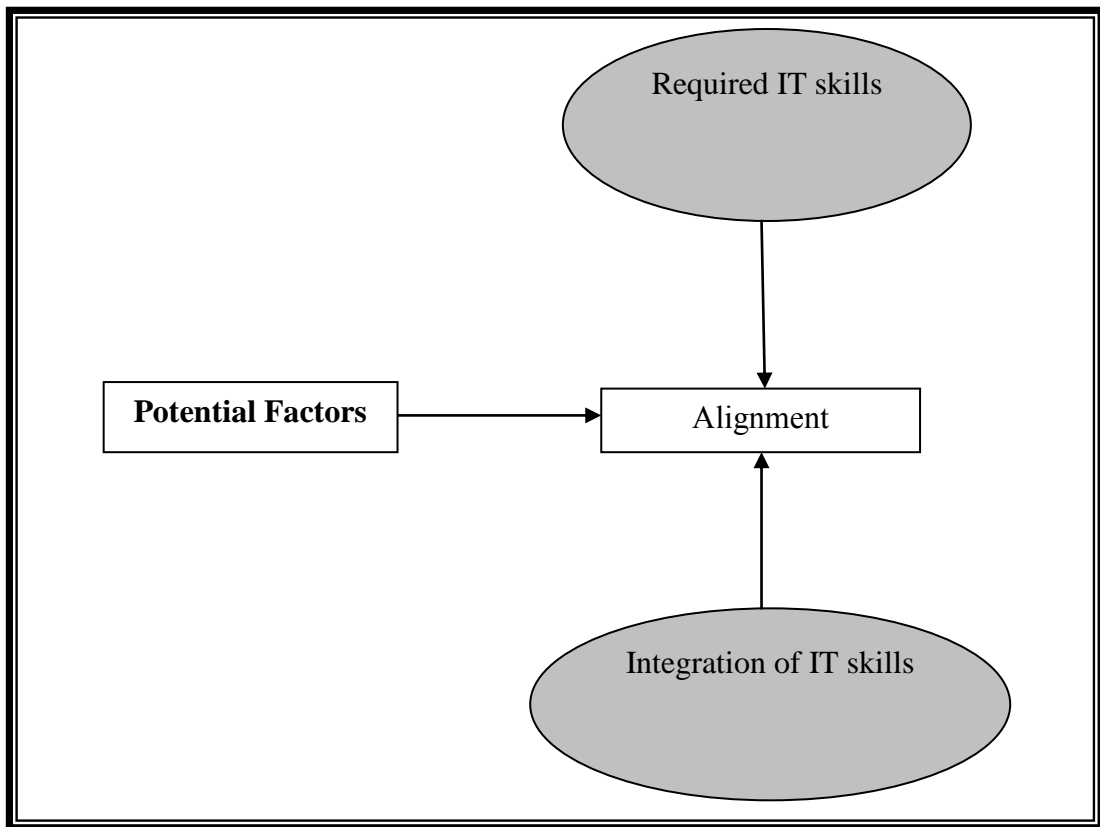 Required IT skills
Potential Factors
Alignment
Integration of IT skills